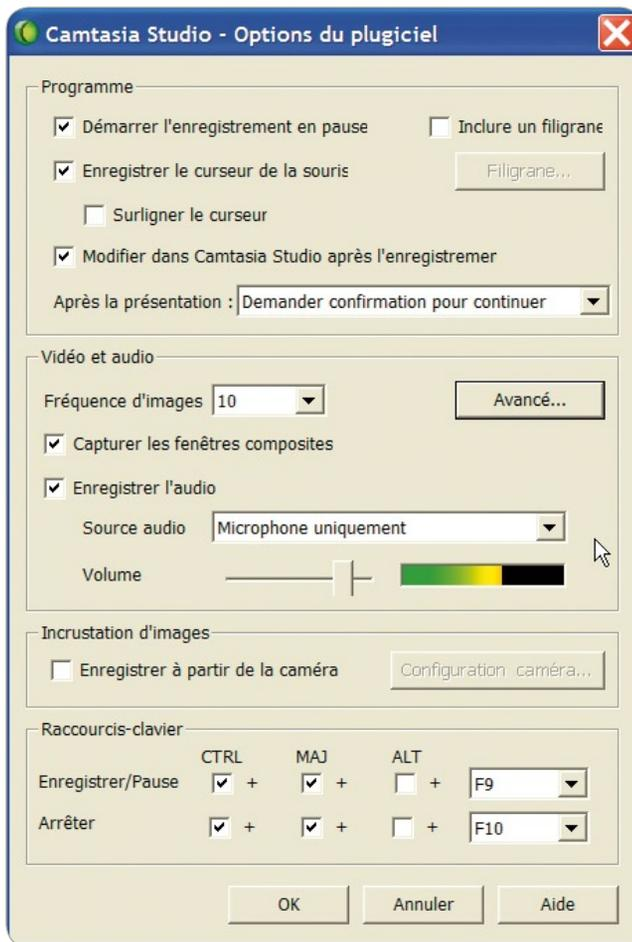 Camtasia Studio - Options du plugiciel
Programme
Démarrer l'enregistrement en pause Inclure un filigrane
Enregistrer le curseur de la souris Filigrane...
Surligner le curseur
Modifier dans Camtasia Studio après l'enregistremer
Après la présentation : Demander confirmation pour continuer
Vidéo et audio
Fréquence d'images 10 Avancé...
Capturer les fenêtres composites
Enregistrer l'audio
Source audio Microphone uniquement
Volume
Incrustation d'images
Enregistrer à partir de la caméra Configuration caméra...
Raccourcis-clavier
CTRL MAJ ALT
Enregistrer/Pause + + + F9
Arrêter + + + F10
OK Annuler Aide